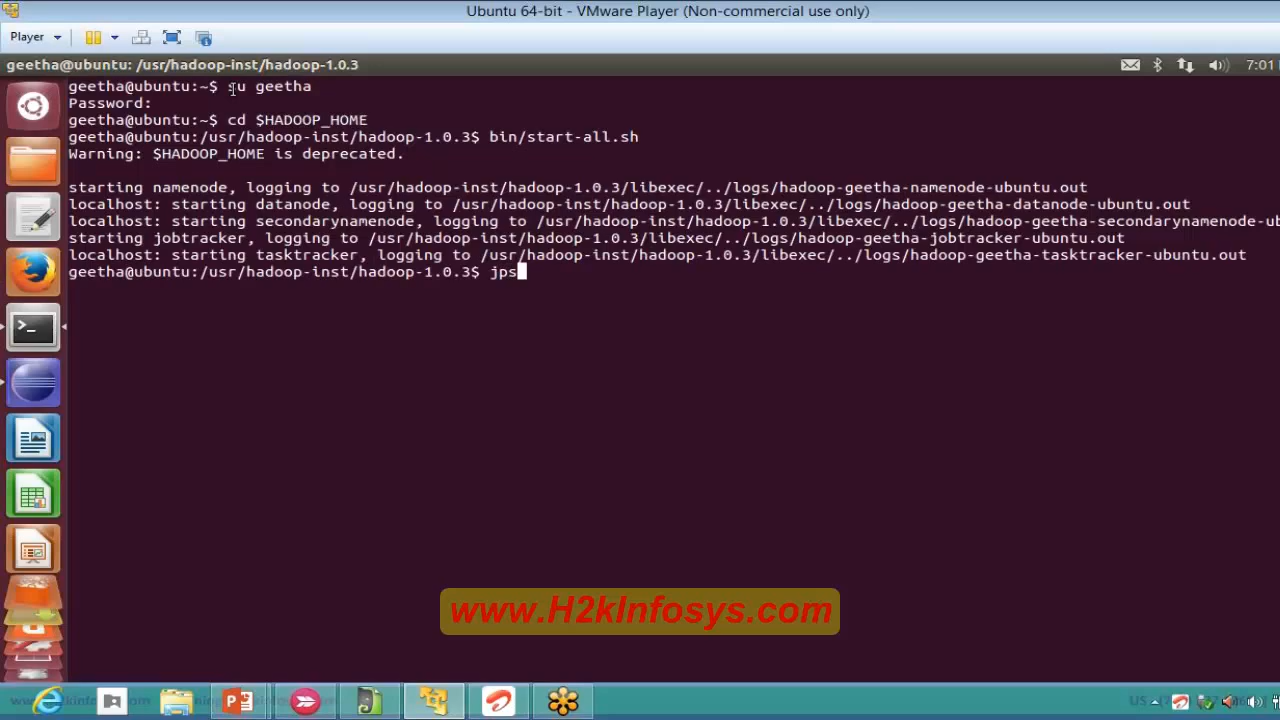 Ubuntu 64-bit - VMware Player (Non-commercial use only)
Player
geetha@ubuntu: /usr/hadoop-inst/hadoop-1.0.3
7:01
geetha@ubuntu:~$ su geetha
Password:
geetha@ubuntu:~$ cd $HADOOP_HOME
geetha@ubuntu:/usr/hadoop-inst/hadoop-1.0.3$ bin/start-all.sh
Warning: $HADOOP_HOME is deprecated.
starting namenode, logging to /usr/hadoop-inst/hadoop-1.0.3/libexec/../logs/hadoop-geetha-namenode-ubuntu.out
localhost: starting datanode, logging to /usr/hadoop-inst/hadoop-1.0.3/libexec/../logs/hadoop-geetha-datanode-ubuntu.out
localhost: starting secondarynamenode, logging to /usr/hadoop-inst/hadoop-1.0.3/libexec/../logs/hadoop-geetha-secondarynamenode-ub
starting jobtracker, logging to /usr/hadoop-inst/hadoop-1.0.3/libexec/../logs/hadoop-geetha-jobtracker-ubuntu.out
localhost: starting tasktracker, logging to /usr/hadoop-inst/hadoop-1.0.3/libexec/../logs/hadoop-geetha-tasktracker-ubuntu.out
geetha@ubuntu:/usr/hadoop-inst/hadoop-1.0.3$ jps
www.H2kInfosys.com
US